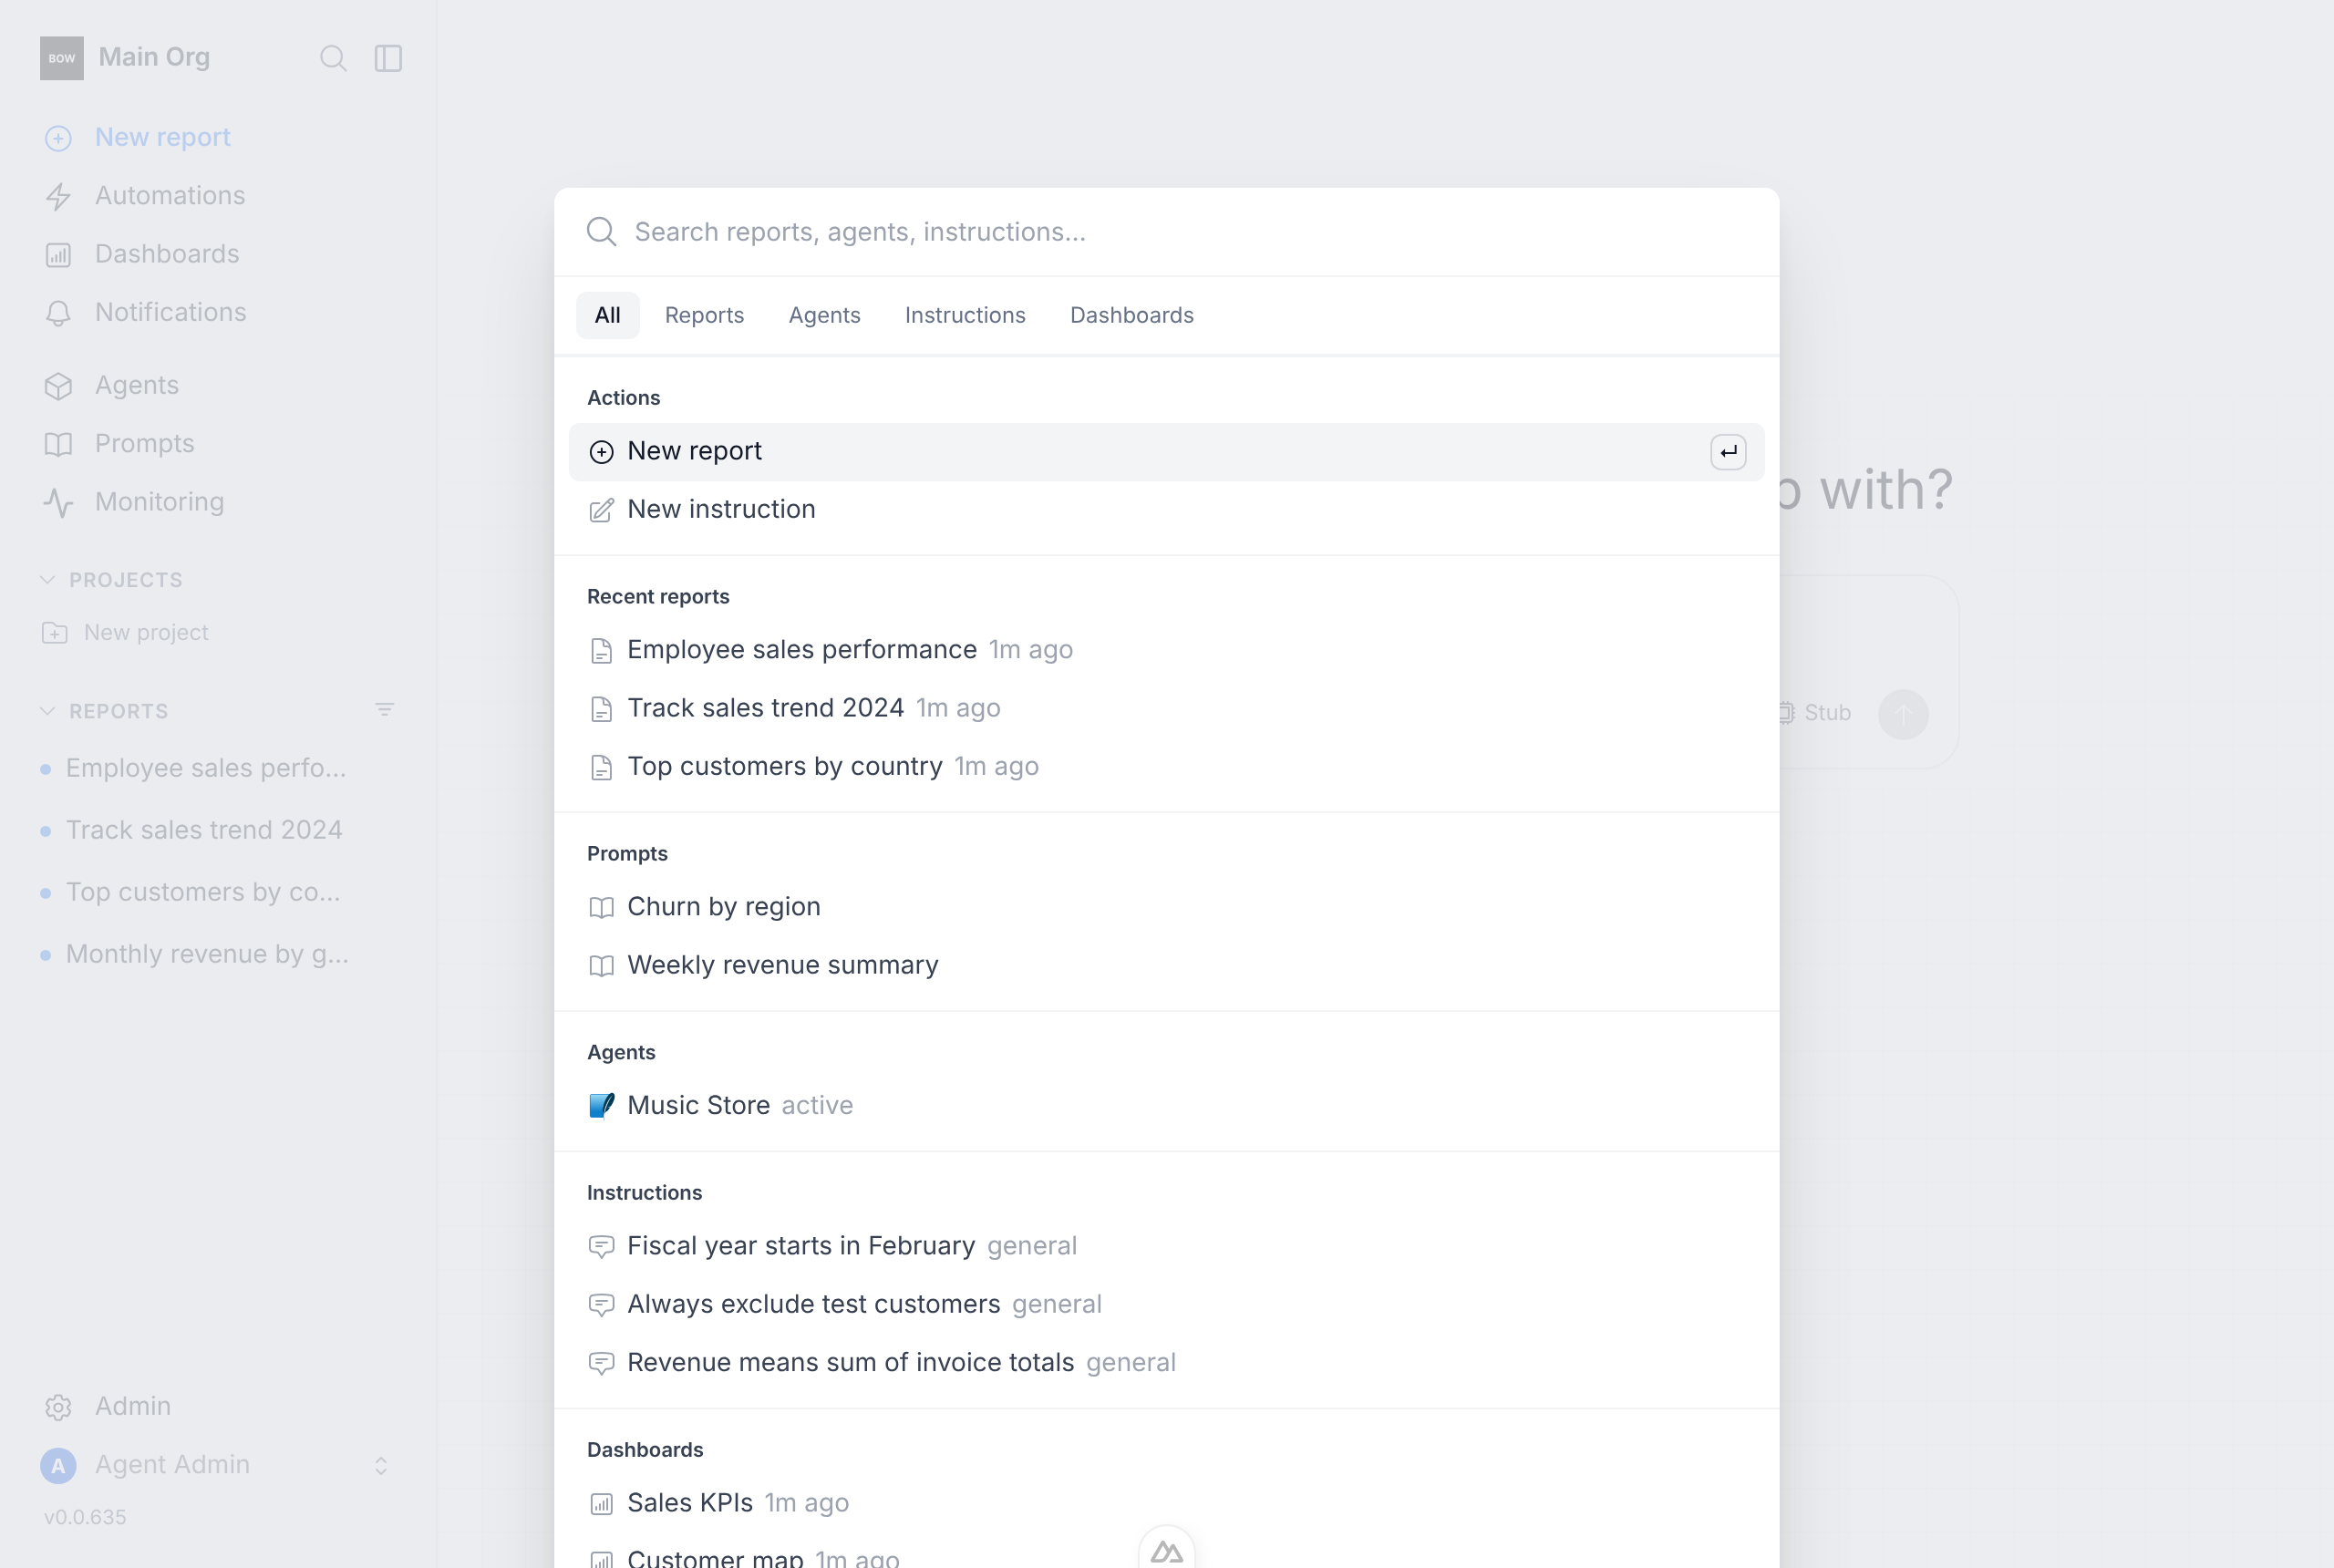 BOW Main Org
New report
Automations
Dashboards
Notifications
Agents
Prompts
Monitoring
PROJECTS
New project
REPORTS
Employee sales perfo...
Track sales trend 2024
Top customers by co...
Monthly revenue by g...
Admin
A Agent Admin
v0.0.635
Search reports, agents, instructions...
All Reports Agents Instructions Dashboards
Actions
New report
New instruction
Recent reports
Employee sales performance 1m ago
Track sales trend 2024 1m ago
Top customers by country 1m ago
Prompts
Churn by region
Weekly revenue summary
Agents
Music Store active
Instructions
Fiscal year starts in February general
Always exclude test customers general
Revenue means sum of invoice totals general
Dashboards
Sales KPIs 1m ago
Customer map 1m ago
with?
Stub